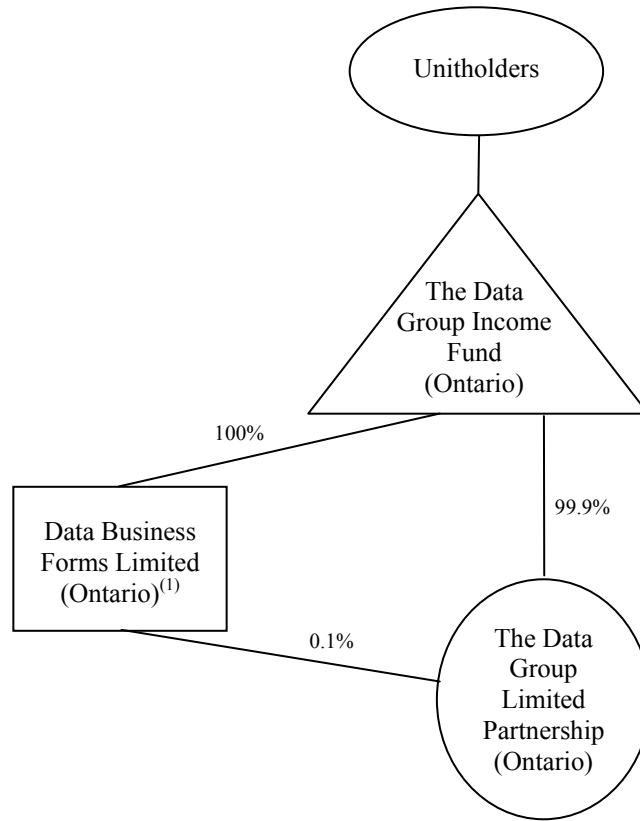 Unitholders
The Data
Group Income
Fund
(Ontario)
100%
99.9%
Data Business
Forms Limited
(Ontario)(1)
0.1%
The Data
Group
Limited
Partnership
(Ontario)